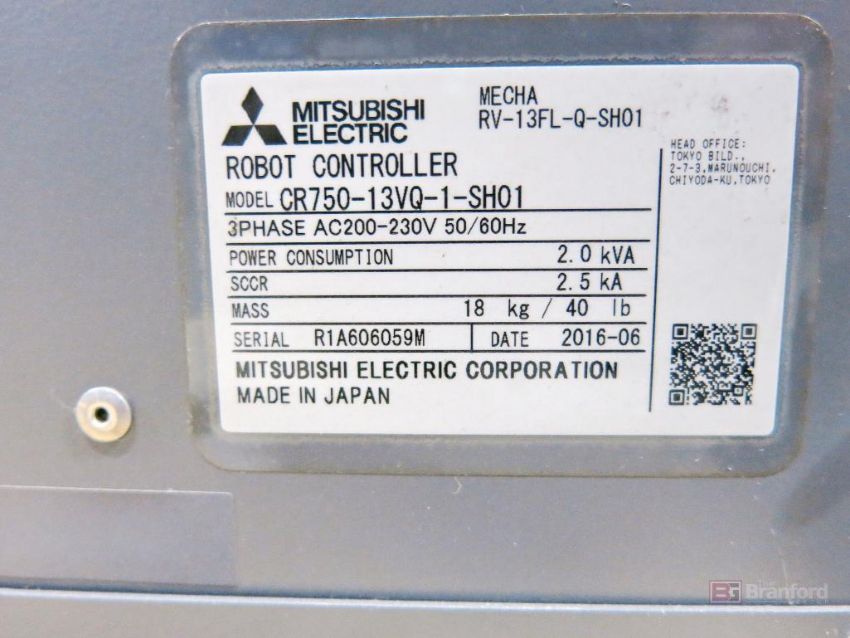 MITSUBISHI
ELECTRIC
MECHA
RV-13FL-Q-SH01
ROBOT CONTROLLER
MODEL CR750-13VQ-1-SH01
3PHASE AC200-230V 50/60Hz
POWER CONSUMPTION 2.0 kVA
SCCR 2.5 kA
MASS 18 kg / 40 lb
SERIAL R1A606059M DATE 2016-06
MITSUBISHI ELECTRIC CORPORATION
MADE IN JAPAN
HEAD OFFICE:
TOKYO BILD.,
2-7-3,MARUNOUCHI,
CHIYODA-KU,TOKYO
Branford